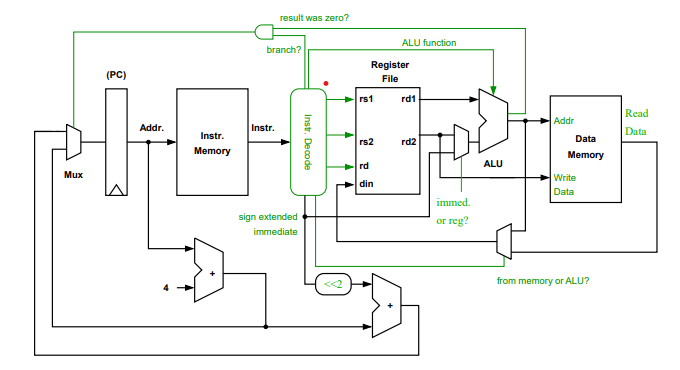 result was zero?
branch?
ALU function
(PC)
Register
File
rs1
rd1
rs2
rd2
rd
din
Addr.
Instr.
Memory
Instr.
Instr. Decode
Mux
ALU
Addr
Data
Memory
Write
Data
Read
Data
immed.
or reg?
sign extended
immediate
from memory or ALU?
4
+
<<2
+